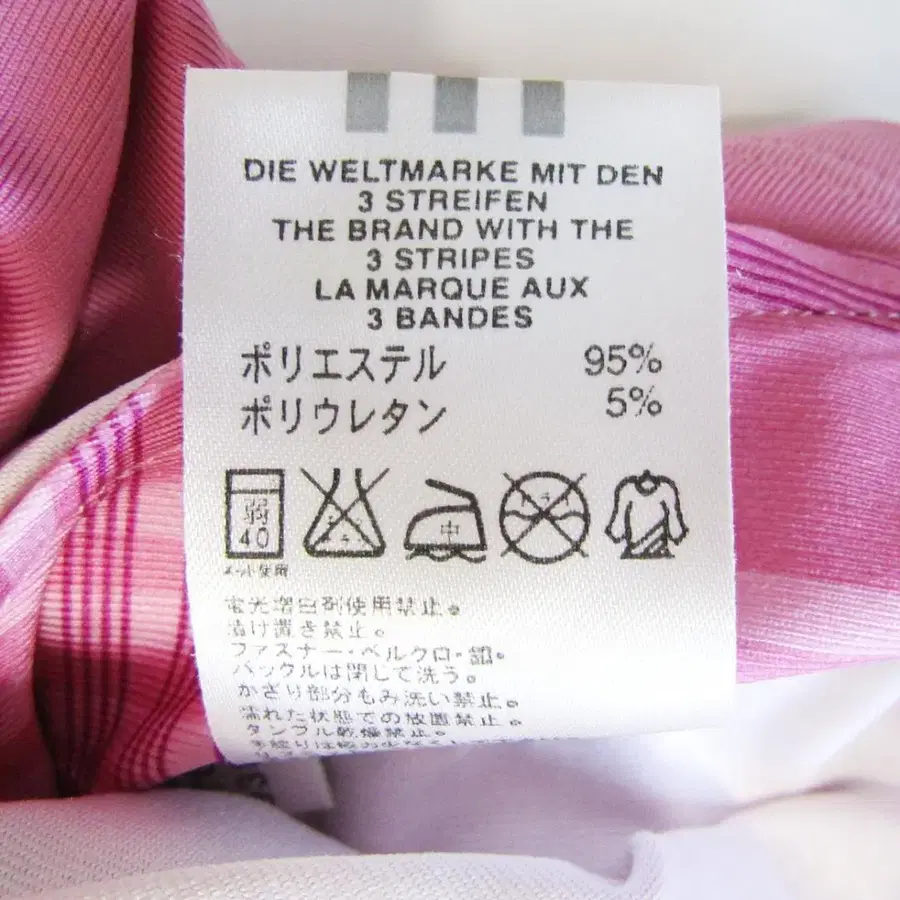 DIE WELTMARKE MIT DEN
3 STREIFEN
THE BRAND WITH THE
3 STRIPES
LA MARQUE AUX
3 BANDES
ポリエステル 95%
ポリウレタン 5%
弱 中
40
ネット使用
蛍光増白剤使用禁止。
漬け置き禁止。
ファスナー・ベルクロ・釦・
バックルは閉じて洗う。
かざり部分もみ洗い禁止。
濡れた状態での放置禁止。
タンブル乾燥禁止。